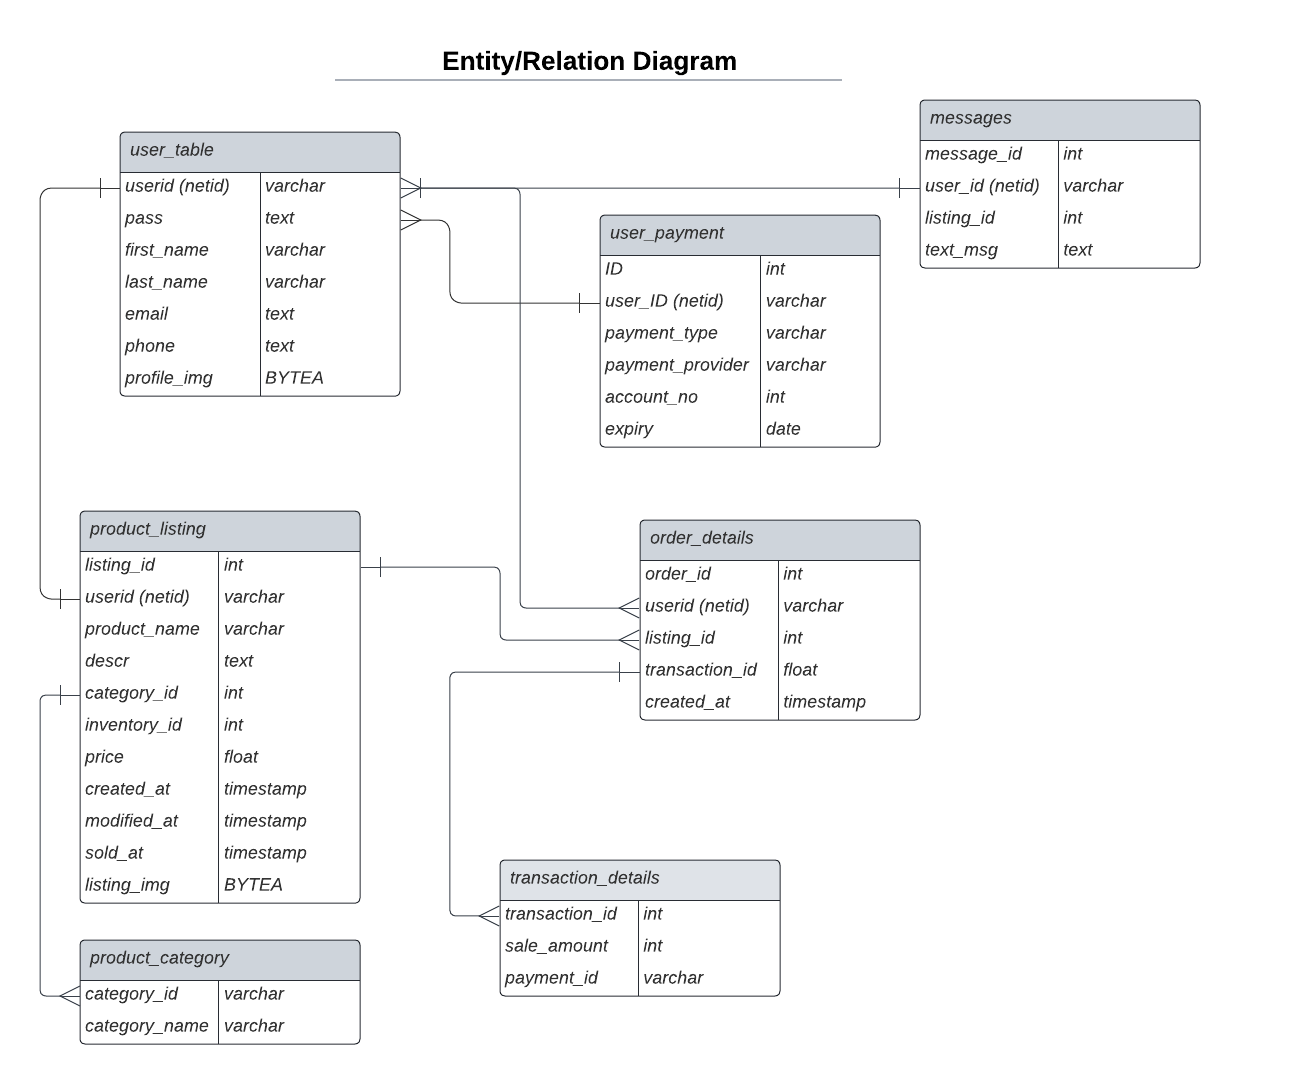 Entity/Relation Diagram
user_table
userid (netid) varchar
pass text
first_name varchar
last_name varchar
email text
phone text
profile_img BYTEA
messages
message_id int
user_id (netid) varchar
listing_id int
text_msg text
user_payment
ID int
user_ID (netid) varchar
payment_type varchar
payment_provider varchar
account_no int
expiry date
product_listing
listing_id int
userid (netid) varchar
product_name varchar
descr text
category_id int
inventory_id int
price float
created_at timestamp
modified_at timestamp
sold_at timestamp
listing_img BYTEA
order_details
order_id int
userid (netid) varchar
listing_id int
transaction_id float
created_at timestamp
transaction_details
transaction_id int
sale_amount int
payment_id varchar
product_category
category_id varchar
category_name varchar